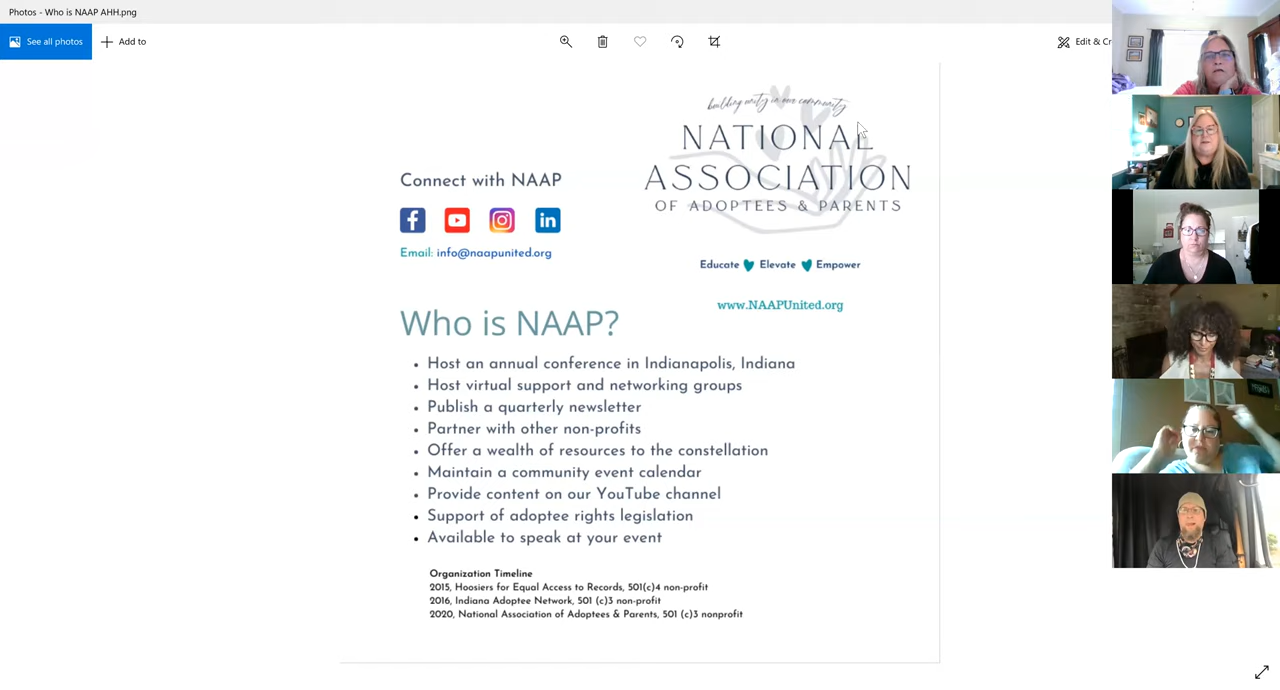 Photos - Who is NAAP AHH.png
See all photos
Add to
Edit & Cr
building unity in our community
NATIONAL
ASSOCIATION
OF ADOPTEES & PARENTS
Connect with NAAP
Email: info@naapunited.org
Educate Elevate Empower
www.NAAPUnited.org
Who is NAAP?
• Host an annual conference in Indianapolis, Indiana
• Host virtual support and networking groups
• Publish a quarterly newsletter
• Partner with other non-profits
• Offer a wealth of resources to the constellation
• Maintain a community event calendar
• Provide content on our YouTube channel
• Support of adoptee rights legislation
• Available to speak at your event
Organization Timeline
2015, Hoosiers for Equal Access to Records, 501(c)4 non-profit
2016, Indiana Adoptee Network, 501 (c)3 non-profit
2020, National Association of Adoptees & Parents, 501 (c)3 nonprofit